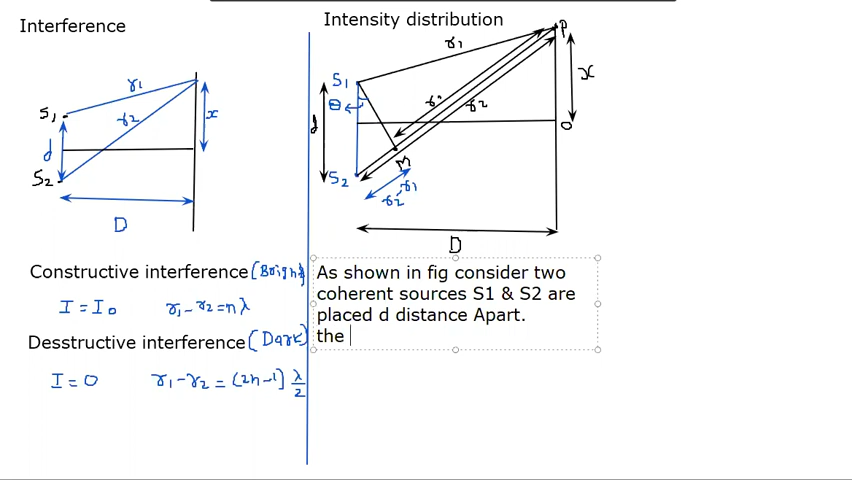 Interference
S1
r1
r2
x
d
S2
D
Constructive interference (Bright)
I = I0 r1 - r2 = nλ
Desstructive interference (Dark)
I = 0 r1 - r2 = (2n-1) λ/2
Intensity distribution
P
r1
S1
θ
r1
r2
x
d
O
M
S2
r2-r1
D
As shown in fig consider two
coherent sources S1 & S2 are
placed d distance Apart.
the